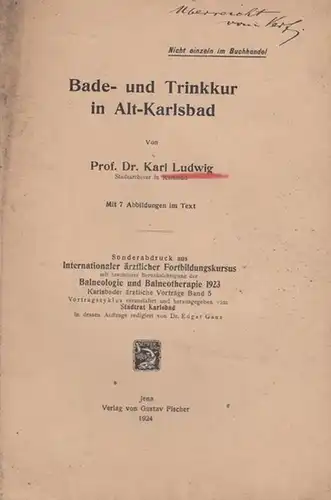 Überreicht
vom Verf.
Nicht einzeln im Buchhandel
Bade- und Trinkkur
in Alt-Karlsbad
Von
Prof. Dr. Karl Ludwig
Stadtarchivar in Karlsbad
Mit 7 Abbildungen im Text
Sonderabdruck aus
Internationaler ärztlicher Fortbildungskursus
mit besonderer Berücksichtigung der
Balneologie und Balneotherapie 1923
Karlsbader ärztliche Vorträge Band 5
Vortragszyklus veranstaltet und herausgegeben vom
Stadtrat Karlsbad
in dessen Auftrage redigiert von Dr. Edgar Ganz
Jena
Verlag von Gustav Fischer
1924